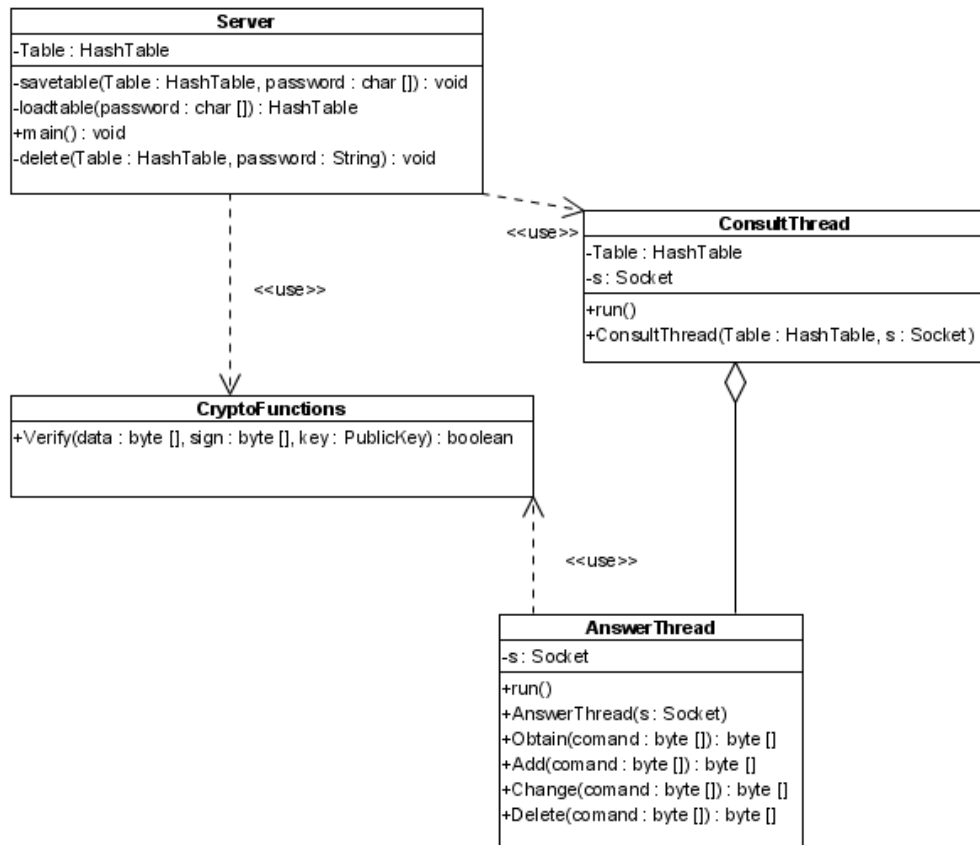 Server
-Table : HashTable
-savetable(Table : HashTable, password : char []) : void
-loadtable(password : char []) : HashTable
+main() : void
-delete(Table : HashTable, password : String) : void
<<use>>
ConsultThread
-Table : HashTable
-s : Socket
+run()
+ConsultThread(Table : HashTable, s : Socket)
<<use>>
CryptoFunctions
+Verify(data : byte [], sign : byte [], key : PublicKey) : boolean
<<use>>
AnswerThread
-s : Socket
+run()
+AnswerThread(s : Socket)
+Obtain(comand : byte []) : byte []
+Add(comand : byte []) : byte []
+Change(comand : byte []) : byte []
+Delete(comand : byte []) : byte []